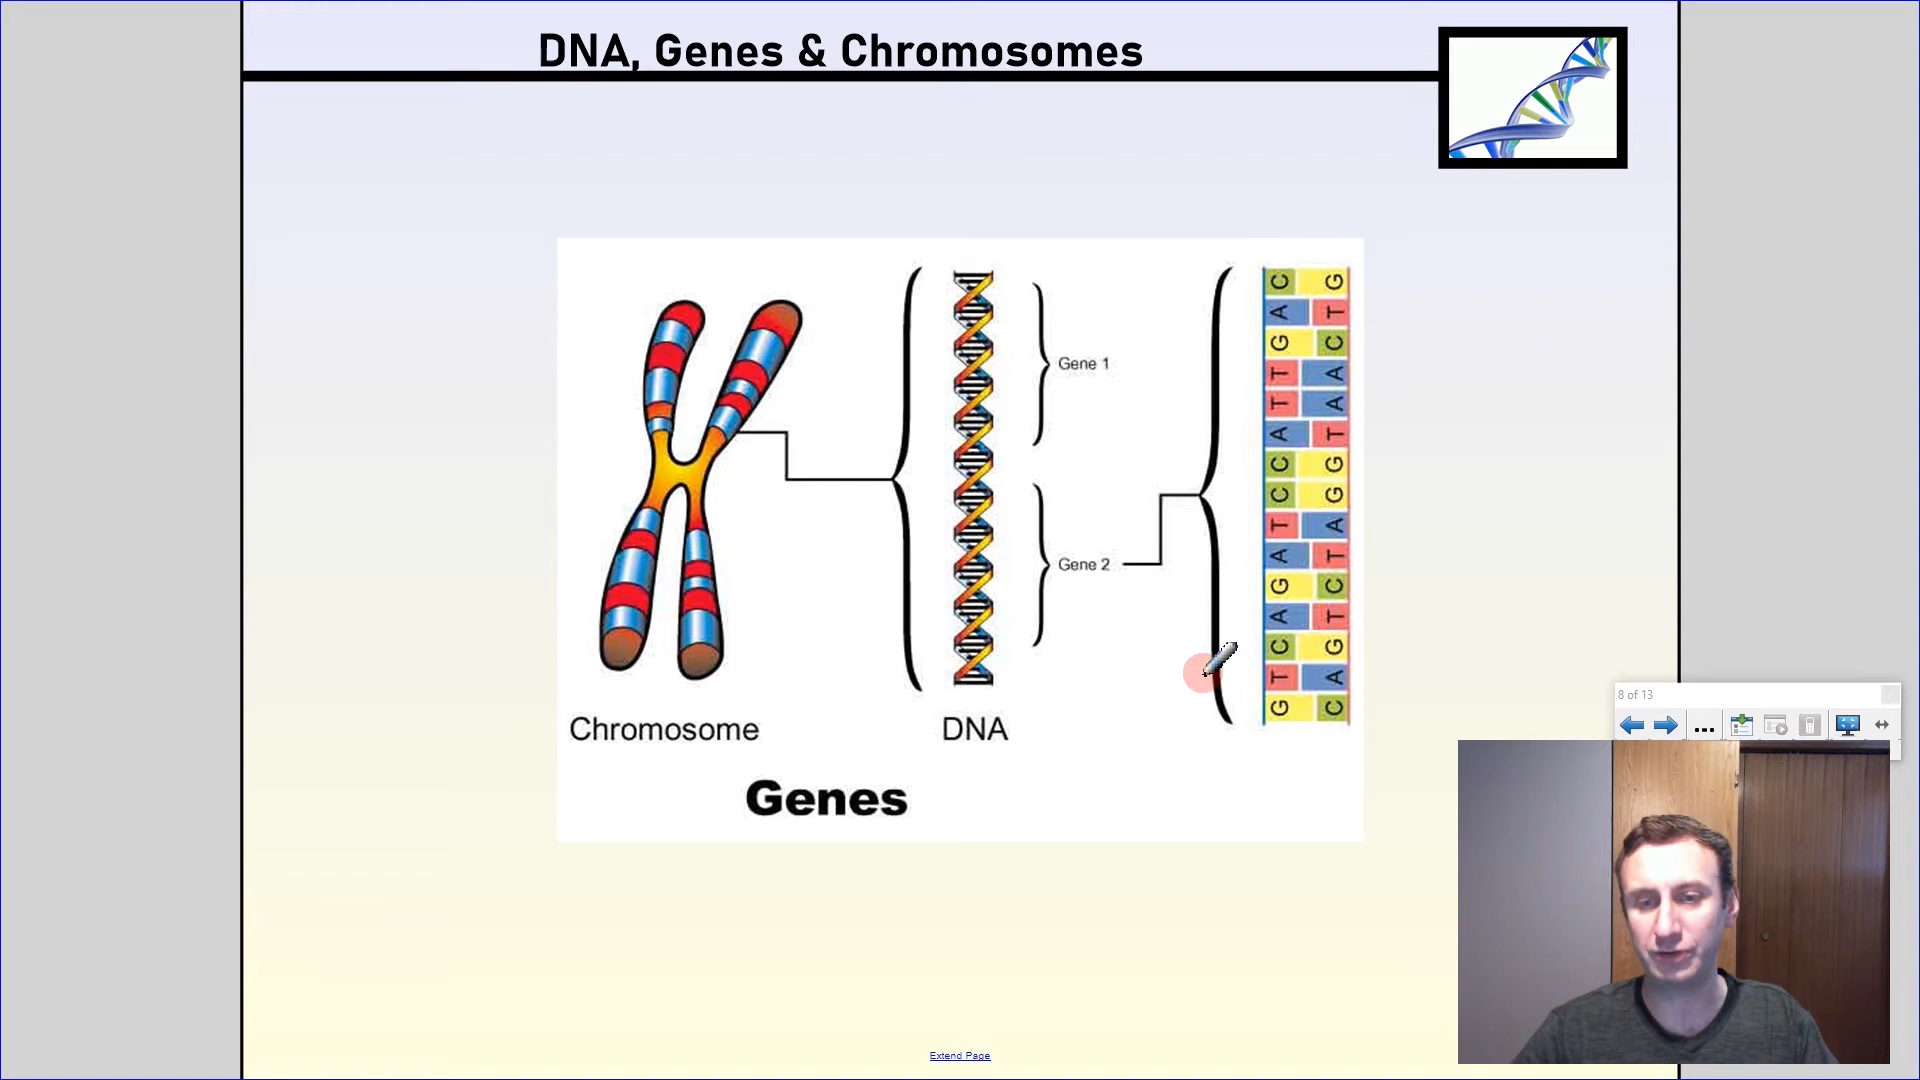 DNA, Genes & Chromosomes
Gene 1
Gene 2
C G
A T
G C
T A
T A
A T
C G
C G
T A
A T
G C
A T
C G
T A
G C
Chromosome
DNA
Genes
8 of 13
Extend Page